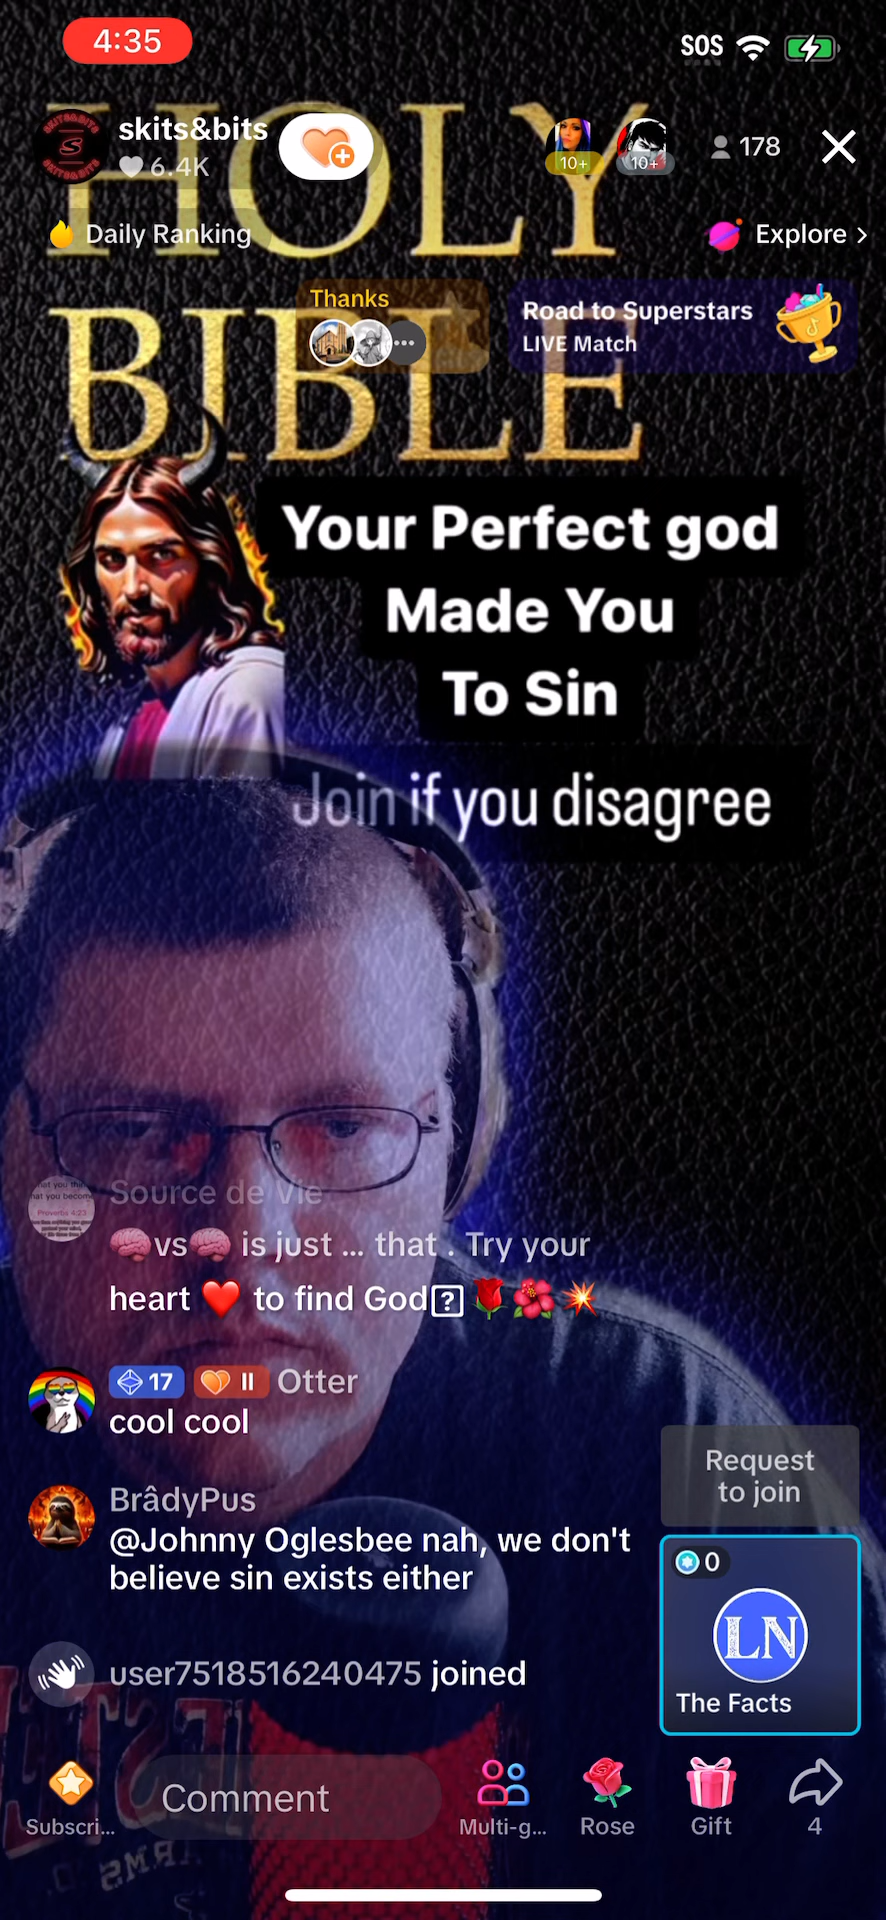 4:35
SOS
HOLY
skits&bits
6.4K
10+
10+
178
Daily Ranking
Explore
BIBLE
Thanks
Road to Superstars
LIVE Match
Your Perfect god
Made You
To Sin
Join if you disagree
Source de Vie
🧠vs🧠 is just ... that . Try your
heart ❤️ to find God🌹🌺💥
17
II
Otter
cool cool
BrâdyPus
@Johnny Oglesbee nah, we don't
believe sin exists either
user7518516240475 joined
Request
to join
0
LN
The Facts
Comment
Subscri...
Multi-g...
Rose
Gift
4